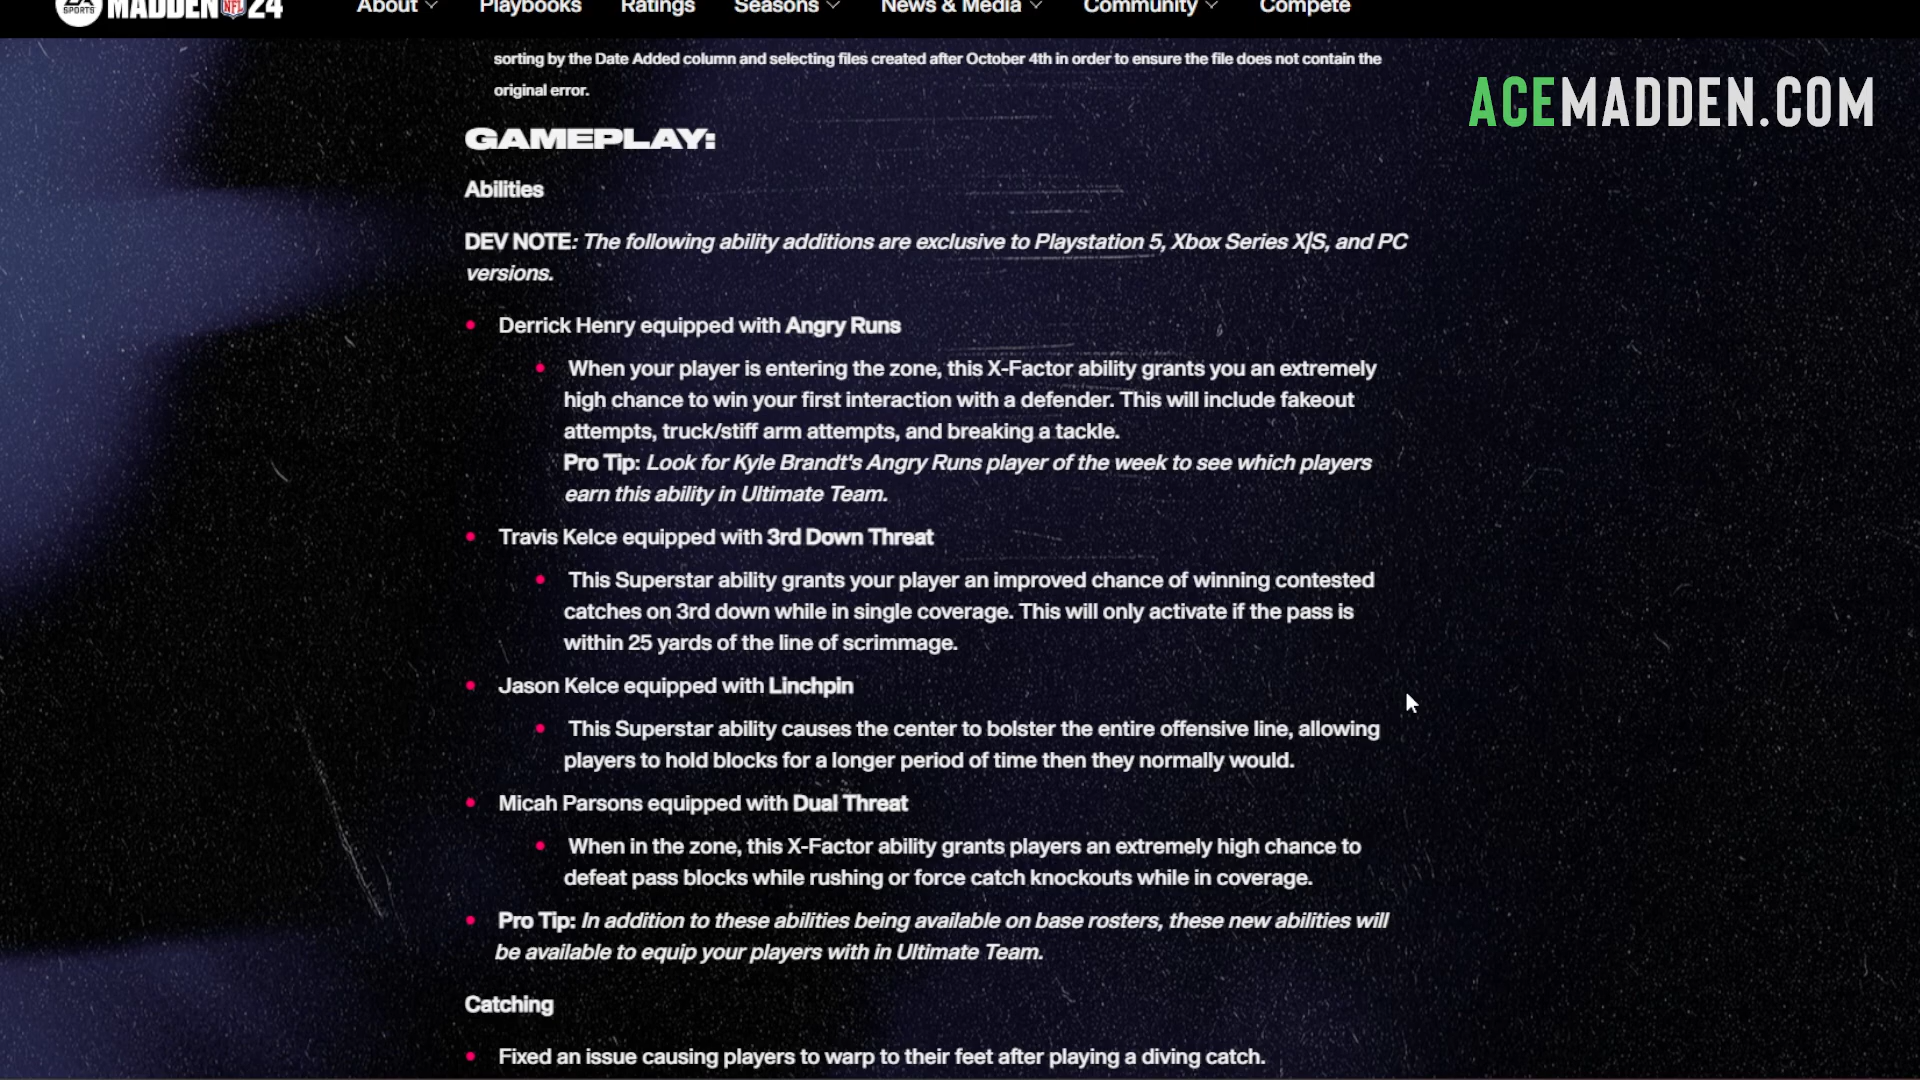 EA SPORTS MADDEN NFL 24 About Playbooks Ratings Seasons News & Media Community Compete
sorting by the Date Added column and selecting files created after October 4th in order to ensure the file does not contain the
original error.
ACEMADDEN.COM
GAMEPLAY:
Abilities
DEV NOTE: The following ability additions are exclusive to Playstation 5, Xbox Series X|S, and PC
versions.
Derrick Henry equipped with Angry Runs
When your player is entering the zone, this X-Factor ability grants you an extremely
high chance to win your first interaction with a defender. This will include fakeout
attempts, truck/stiff arm attempts, and breaking a tackle.
Pro Tip: Look for Kyle Brandt's Angry Runs player of the week to see which players
earn this ability in Ultimate Team.
Travis Kelce equipped with 3rd Down Threat
This Superstar ability grants your player an improved chance of winning contested
catches on 3rd down while in single coverage. This will only activate if the pass is
within 25 yards of the line of scrimmage.
Jason Kelce equipped with Linchpin
This Superstar ability causes the center to bolster the entire offensive line, allowing
players to hold blocks for a longer period of time then they normally would.
Micah Parsons equipped with Dual Threat
When in the zone, this X-Factor ability grants players an extremely high chance to
defeat pass blocks while rushing or force catch knockouts while in coverage.
Pro Tip: In addition to these abilities being available on base rosters, these new abilities will
be available to equip your players with in Ultimate Team.
Catching
Fixed an issue causing players to warp to their feet after playing a diving catch.